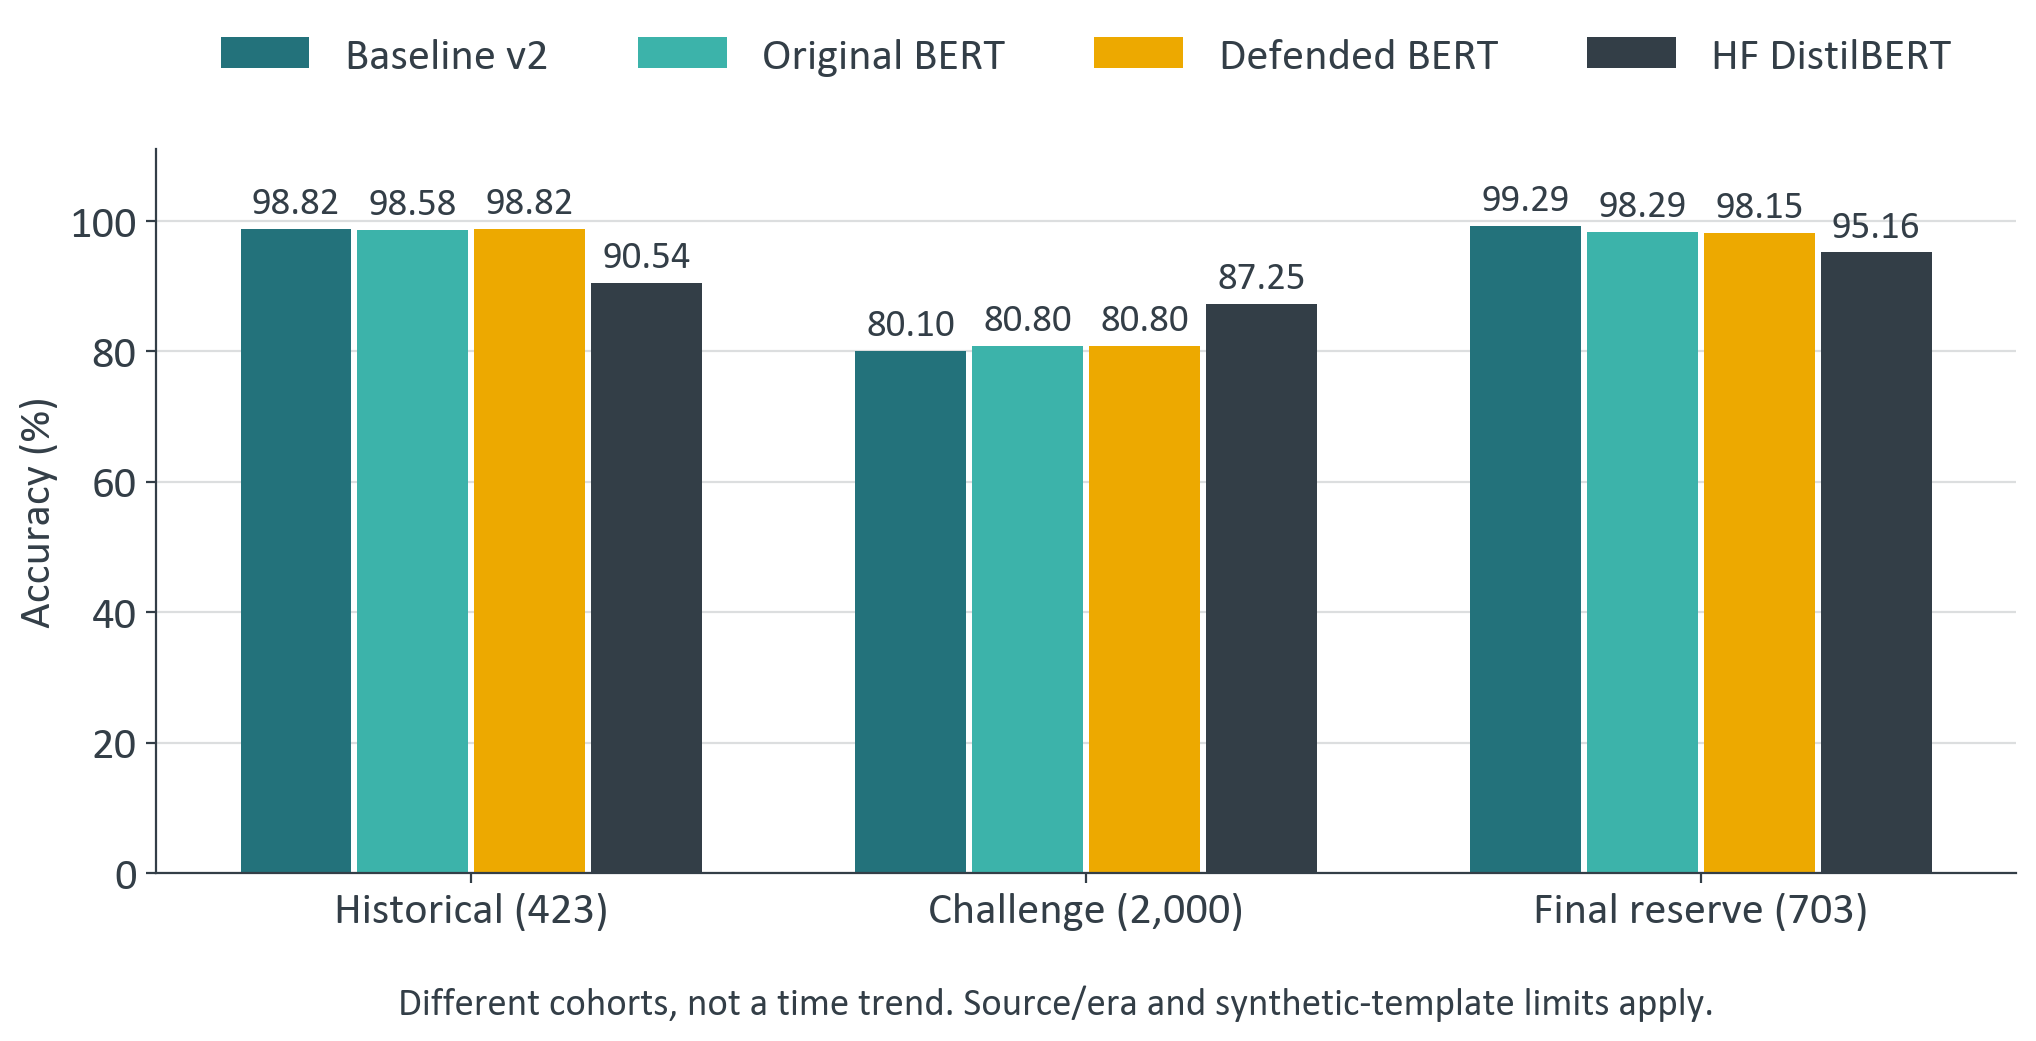 Baseline v2 Original BERT Defended BERT HF DistilBERT
98.82 98.58 98.82 90.54
80.10 80.80 80.80 87.25
99.29 98.29 98.15 95.16
Accuracy (%)
100
80
60
40
20
0
Historical (423) Challenge (2,000) Final reserve (703)
Different cohorts, not a time trend. Source/era and synthetic-template limits apply.